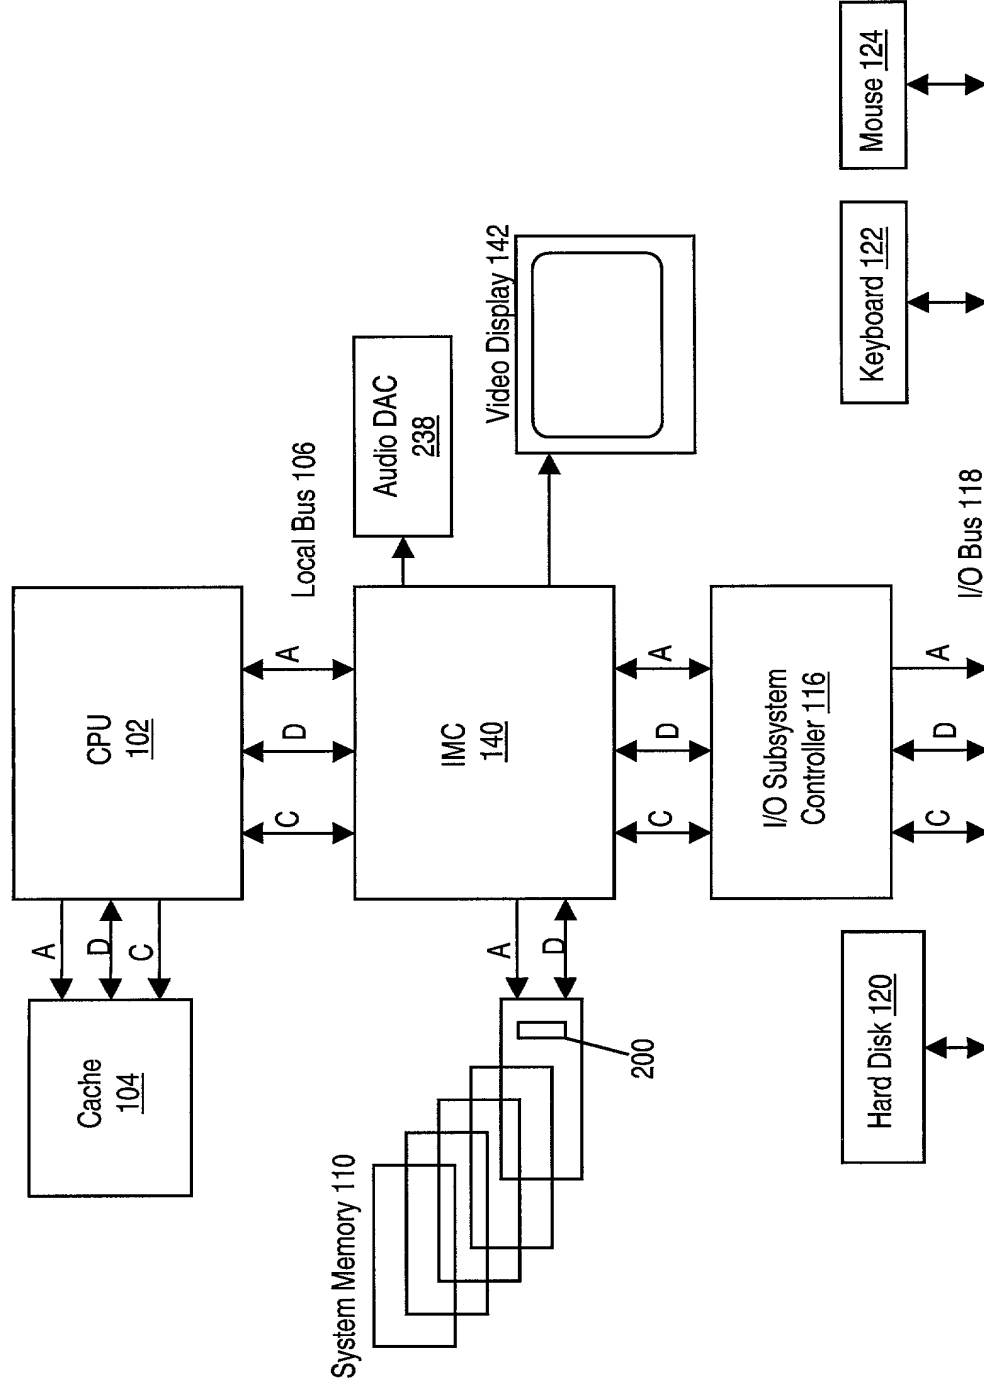 Cache
104
A
D
C
CPU
102
C
D
A
Local Bus 106
System Memory 110
200
A
D
IMC
140
Audio DAC
238
Video Display 142
C
D
A
I/O Subsystem
Controller 116
C
D
A
I/O Bus 118
Hard Disk 120
Keyboard 122
Mouse 124